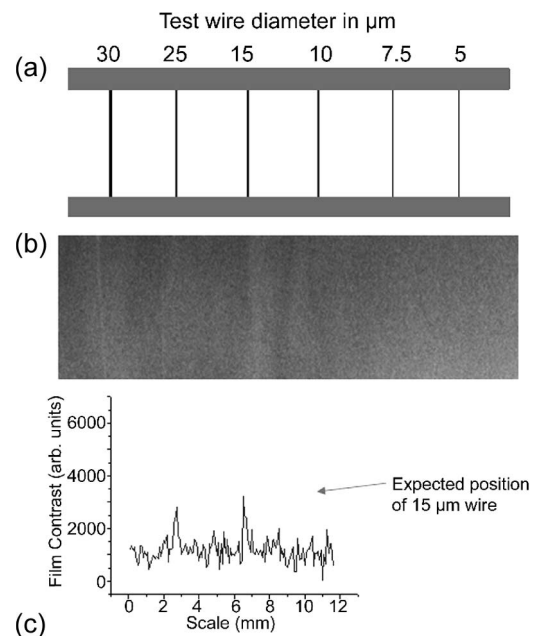 Test wire diameter in μm
(a)
30 25 15 10 7.5 5
(b)
Film Contrast (arb. units)
6000
4000
2000
0
Expected position
of 15 μm wire
0 2 4 6 8 10 12
Scale (mm)
(c)